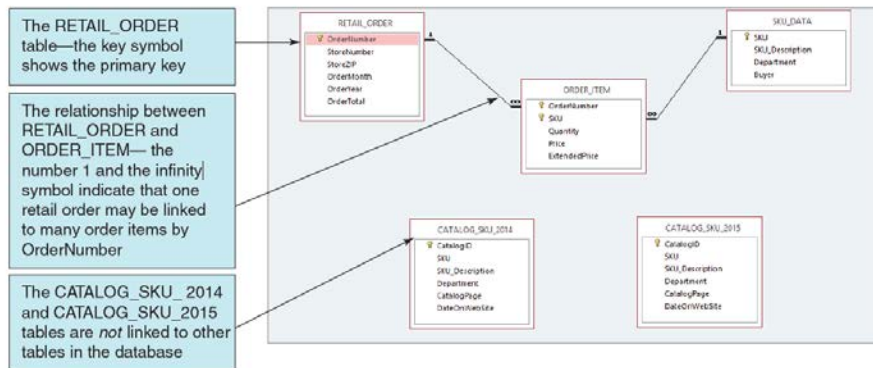 The RETAIL_ORDER
table—the key symbol
shows the primary key
The relationship between
RETAIL_ORDER and
ORDER_ITEM— the
number 1 and the infinity
symbol indicate that one
retail order may be linked
to many order items by
OrderNumber
The CATALOG_SKU_ 2014
and CATALOG_SKU_2015
tables are not linked to other
tables in the database
RETAIL_ORDER
OrderNumber
StoreNumber
StoreZIP
OrderMonth
OrderYear
OrderTotal
1
∞
ORDER_ITEM
OrderNumber
SKU
Quantity
Price
ExtendedPrice
1
∞
SKU_DATA
SKU
SKU_Description
Department
Buyer
CATALOG_SKU_2014
CatalogID
SKU
SKU_Description
Department
CatalogPage
DateOnWebSite
CATALOG_SKU_2015
CatalogID
SKU
SKU_Description
Department
CatalogPage
DateOnWebSite